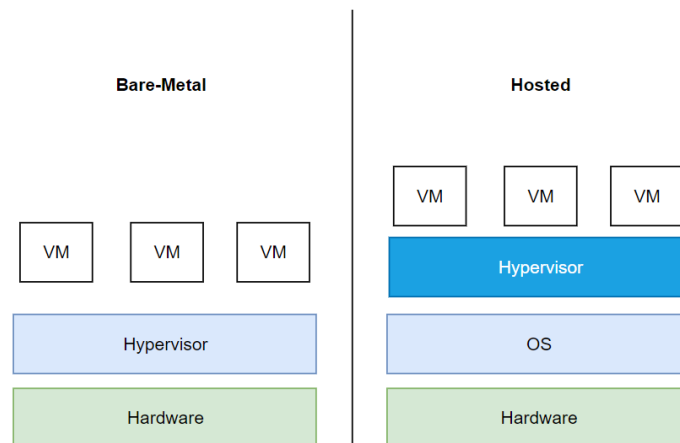 Bare-Metal
VM VM VM
Hypervisor
Hardware
Hosted
VM VM VM
Hypervisor
OS
Hardware